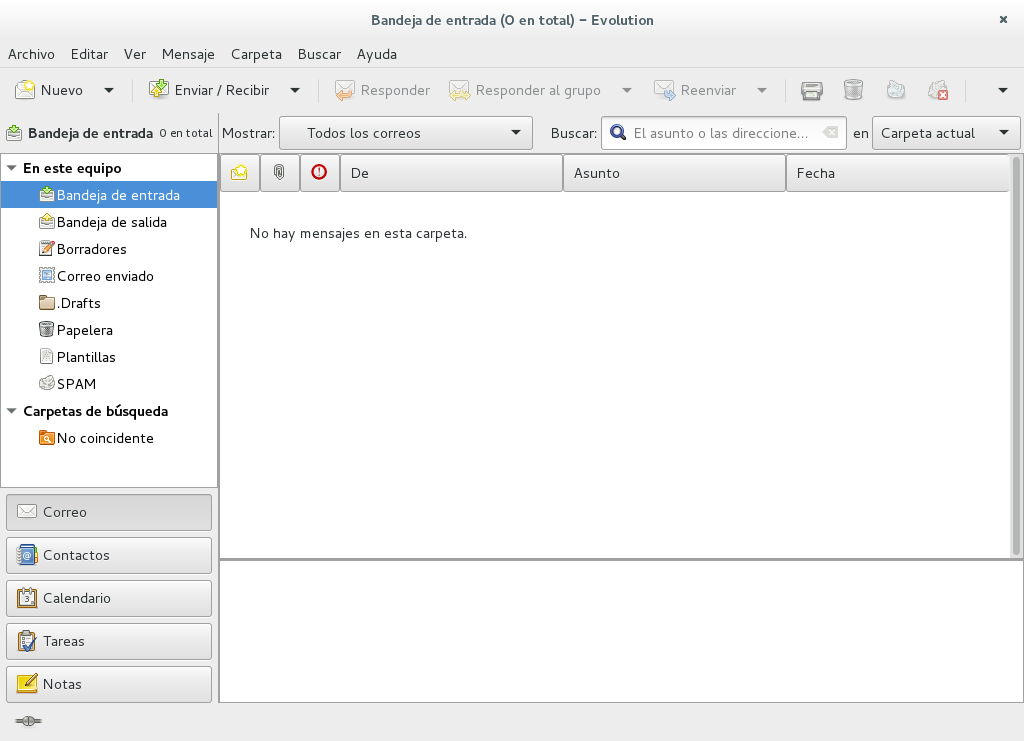 Bandeja de entrada (0 en total) – Evolution
Archivo Editar Ver Mensaje Carpeta Buscar Ayuda
Nuevo Enviar / Recibir Responder Responder al grupo Reenviar
Bandeja de entrada 0 en total Mostrar: Todos los correos Buscar: El asunto o las direccione... en Carpeta actual
En este equipo
Bandeja de entrada
Bandeja de salida
Borradores
Correo enviado
.Drafts
Papelera
Plantillas
SPAM
Carpetas de búsqueda
No coincidente
De Asunto Fecha
No hay mensajes en esta carpeta.
Correo
Contactos
Calendario
Tareas
Notas